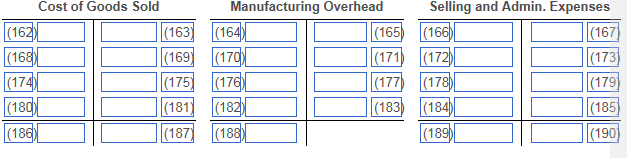 Cost of Goods Sold Manufacturing Overhead Selling and Admin. Expenses
(162) (163) (164) (165) (166) (167)
(168) (169) (170) (171) (172) (173)
(174) (175) (176) (177) (178) (179)
(180) (181) (182) (183) (184) (185)
(186) (187) (188) (189) (190)